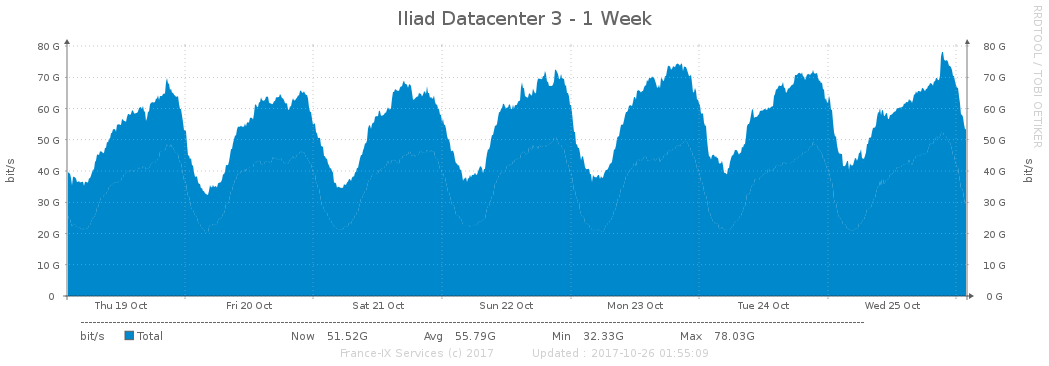 Iliad Datacenter 3 - 1 Week
RRDTOOL / TOBI OETIKER
80 G 80 G
70 G 70 G
60 G 60 G
50 G 50 G
40 G 40 G
30 G 30 G
20 G 20 G
10 G 10 G
0 0 G
bit/s bit/s
Thu 19 Oct Fri 20 Oct Sat 21 Oct Sun 22 Oct Mon 23 Oct Tue 24 Oct Wed 25 Oct
bit/s Total Now 51.52G Avg 55.79G Min 32.33G Max 78.03G
France-IX Services (c) 2017 Updated : 2017-10-26 01:55:09